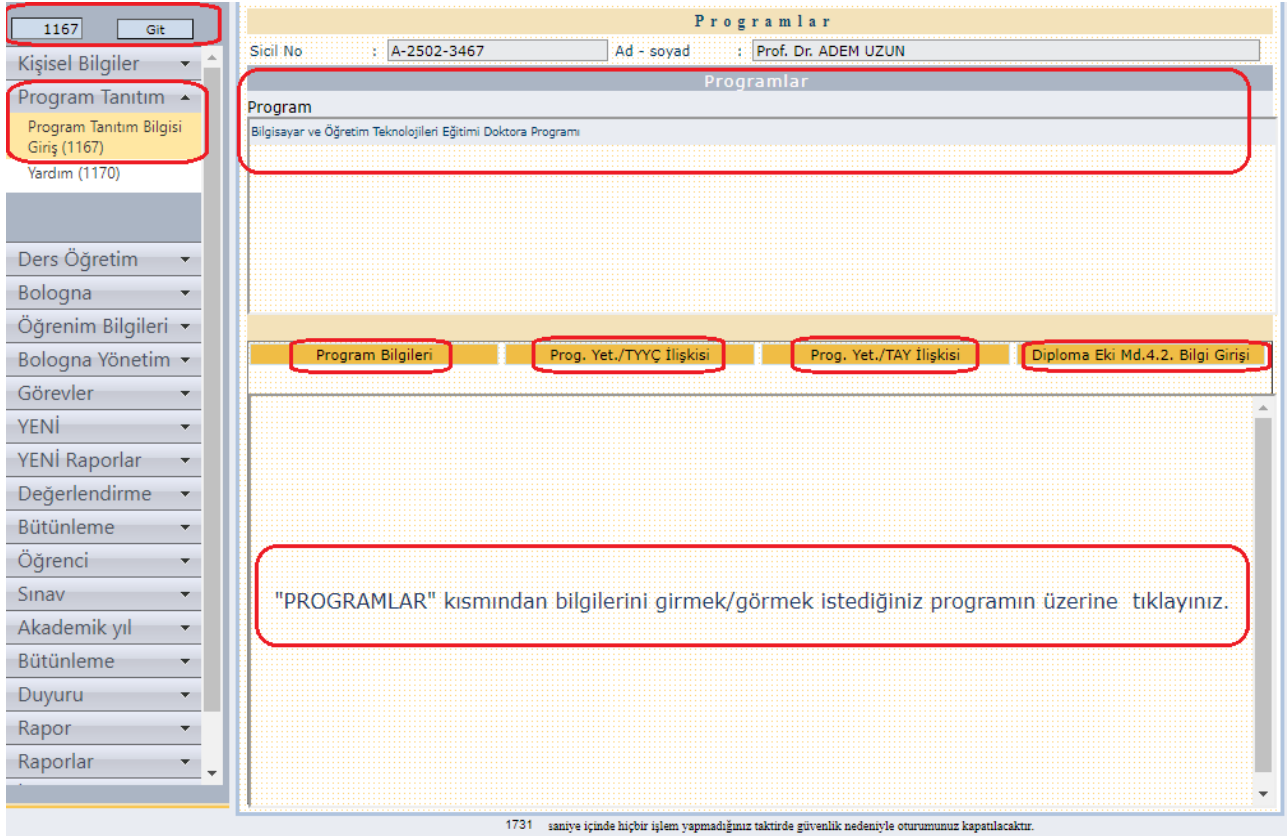 1167 Git
Kişisel Bilgiler
Program Tanıtım
Program Tanıtım Bilgisi
Giriş (1167)
Yardım (1170)
Ders Öğretim
Bologna
Öğrenim Bilgileri
Bologna Yönetim
Görevler
YENİ
YENİ Raporlar
Değerlendirme
Bütünleme
Öğrenci
Sınav
Akademik yıl
Bütünleme
Duyuru
Rapor
Raporlar
Programlar
Sicil No : A-2502-3467 Ad - soyad : Prof. Dr. ADEM UZUN
Programlar
Program
Bilgisayar ve Öğretim Teknolojileri Eğitimi Doktora Programı
Program Bilgileri Prog. Yet./TYYÇ İlişkisi Prog. Yet./TAY İlişkisi Diploma Eki Md.4.2. Bilgi Girişi
"PROGRAMLAR" kısmından bilgilerini girmek/görmek istediğiniz programın üzerine tıklayınız.
1731 saniye içinde hiçbir işlem yapmadığınız taktirde güvenlik nedeniyle oturumunuz kapatılacaktır.